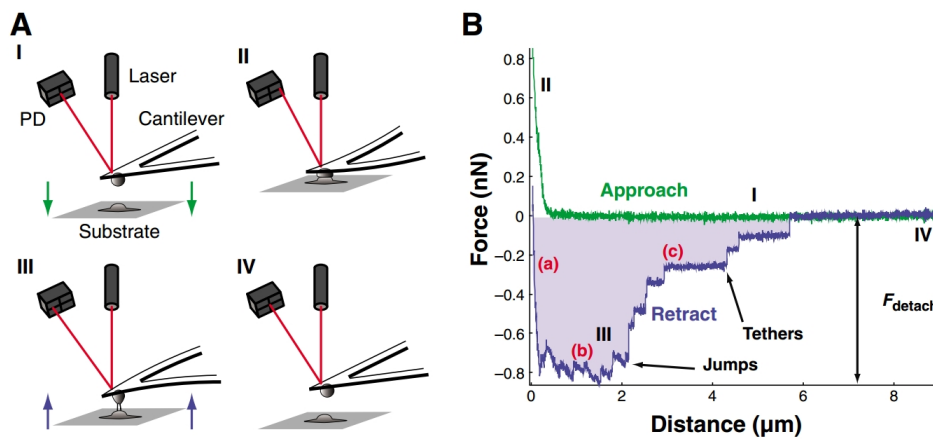 A
I
PD
Laser
Cantilever
Substrate
II
III
IV
B
Force (nN)
0.8
0.6
0.4
0.2
0
−0.2
−0.4
−0.6
−0.8
II
Approach
I
IV
(a)
(c)
(b)
III
Retract
Tethers
Jumps
Fdetach
0 2 4 6 8
Distance (µm)